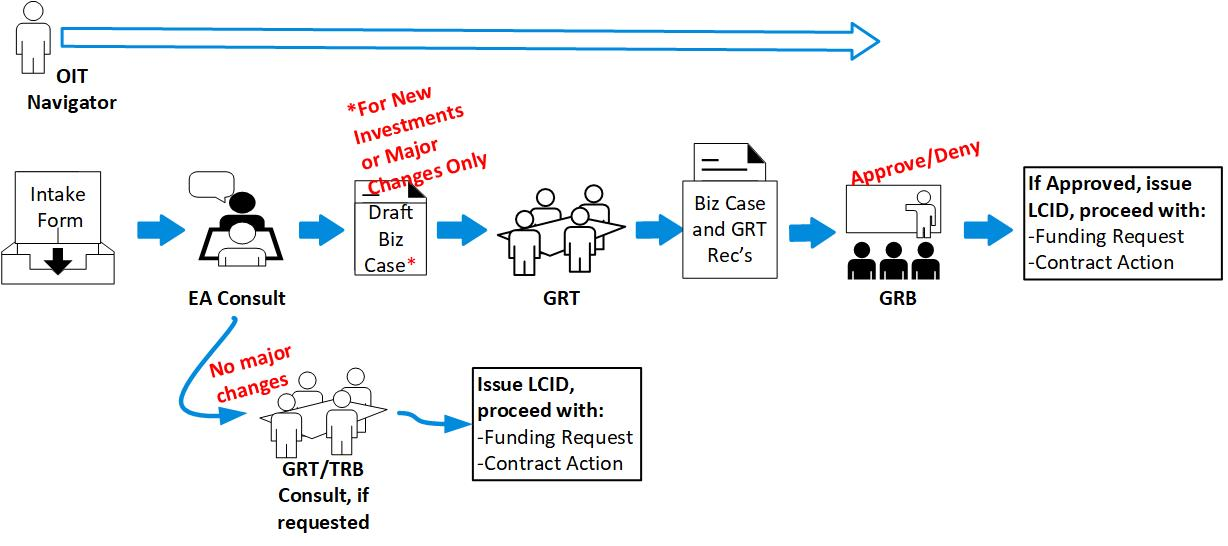 OIT
Navigator
*For New
Investments
or Major
Changes Only
Intake
Form
EA Consult
Draft
Biz
Case*
GRT
Biz Case
and GRT
Rec's
Approve/Deny
GRB
If Approved, issue
LCID, proceed with:
-Funding Request
-Contract Action
No major
changes
GRT/TRB
Consult, if
requested
Issue LCID,
proceed with:
-Funding Request
-Contract Action